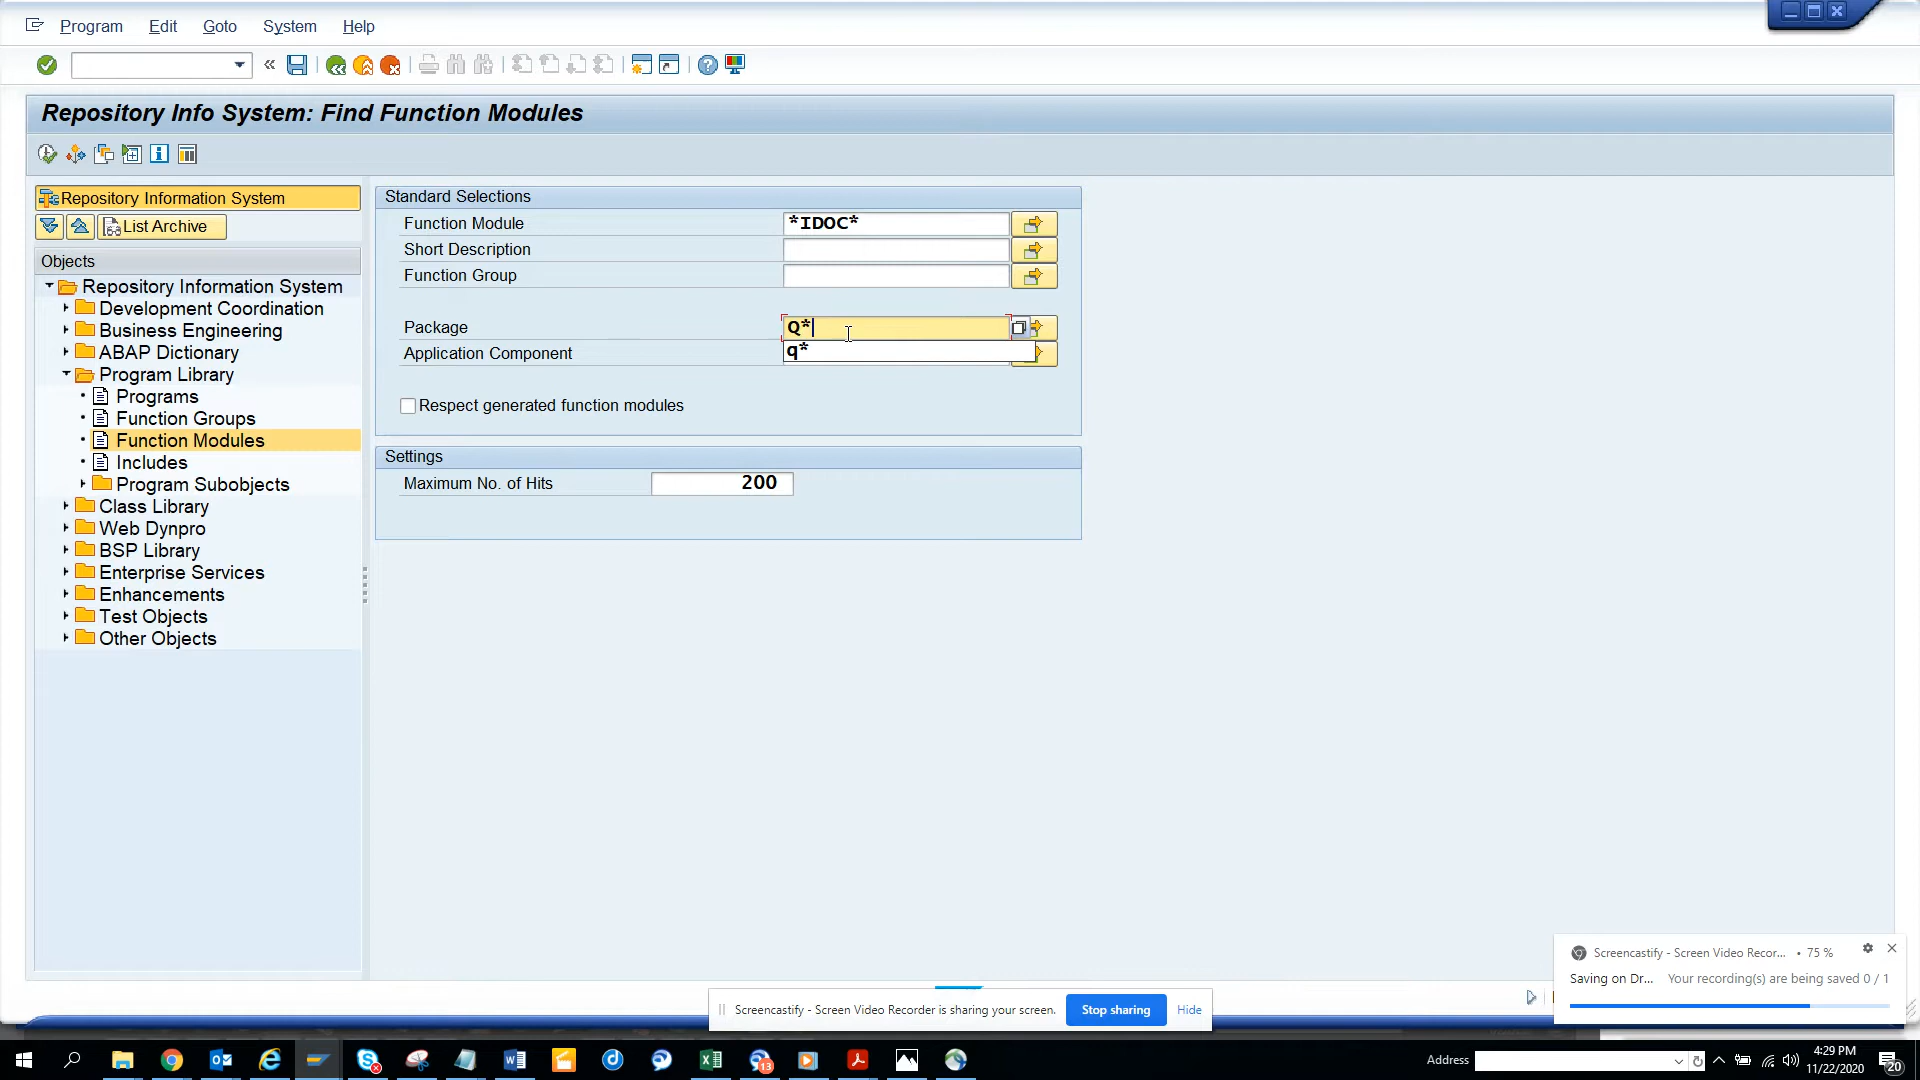 Program Edit Goto System Help
Repository Info System: Find Function Modules
Repository Information System
List Archive
Objects
Repository Information System
Development Coordination
Business Engineering
ABAP Dictionary
Program Library
Programs
Function Groups
Function Modules
Includes
Program Subobjects
Class Library
Web Dynpro
BSP Library
Enterprise Services
Enhancements
Test Objects
Other Objects
Standard Selections
Function Module *IDOC*
Short Description
Function Group
Package Q*
q*
Application Component
Respect generated function modules
Settings
Maximum No. of Hits 200
Screencastify - Screen Video Recor... • 75 %
Saving on Dr... Your recording(s) are being saved 0 / 1
Screencastify - Screen Video Recorder is sharing your screen. Stop sharing Hide
13
Address
4:29 PM
11/22/2020
20